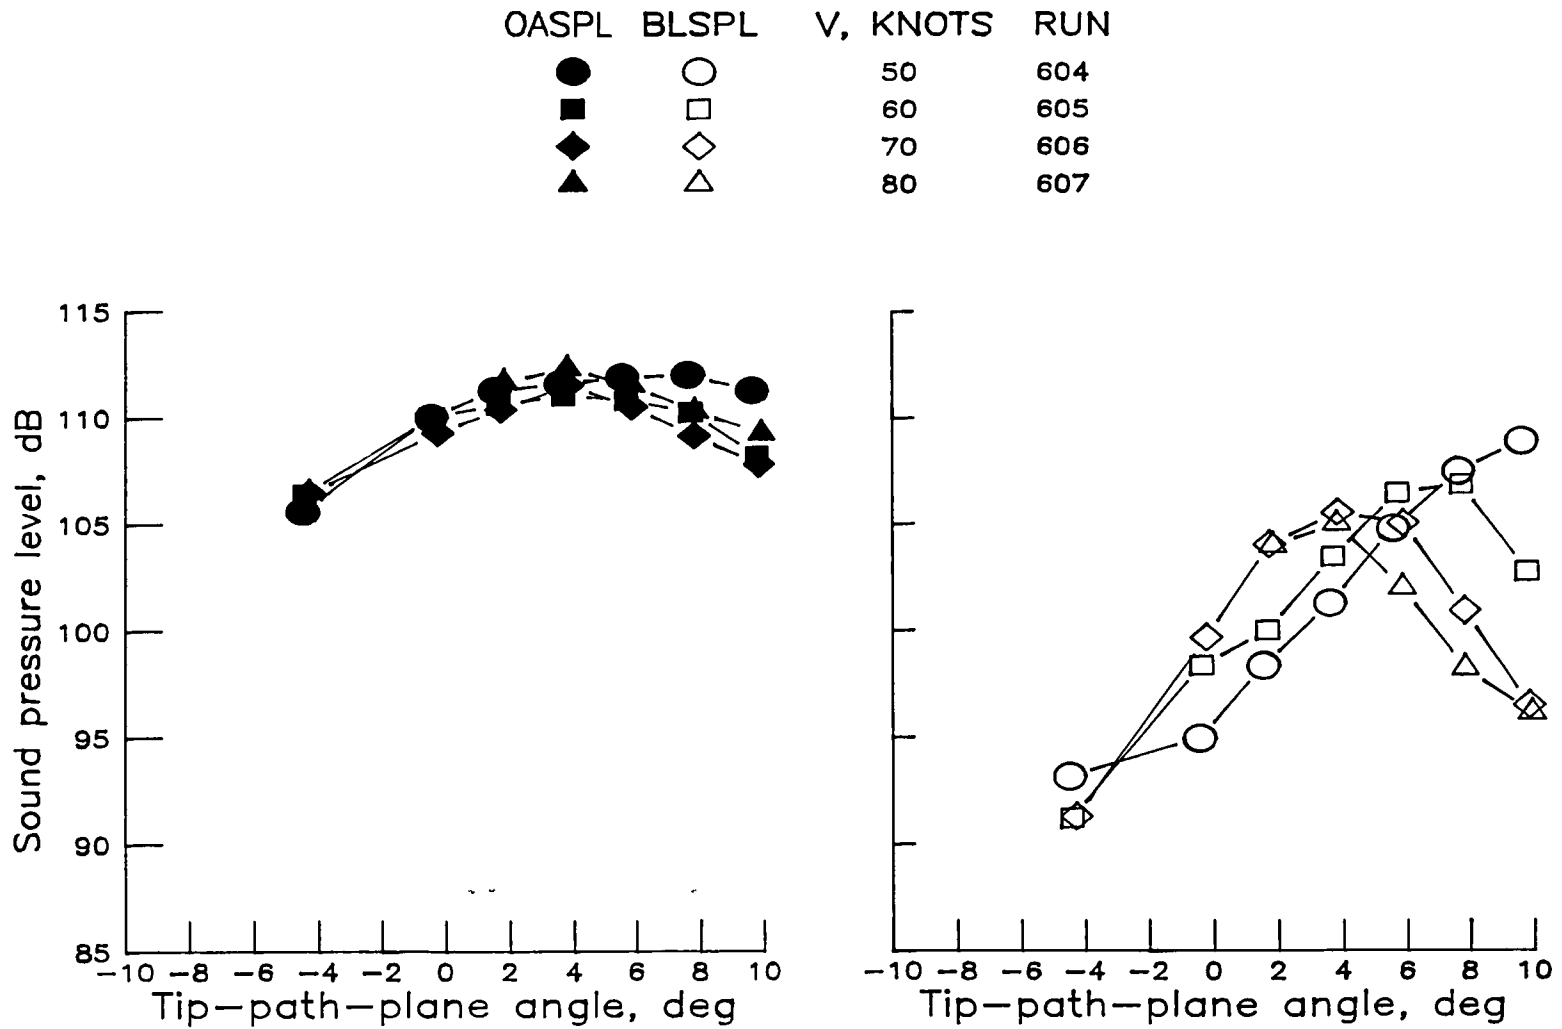 OASPL BLSPL V, KNOTS RUN
50 604
60 605
70 606
80 607
Sound pressure level, dB
115
110
105
100
95
90
85
-10 -8 -6 -4 -2 0 2 4 6 8 10
Tip-path-plane angle, deg
-10 -8 -6 -4 -2 0 2 4 6 8 10
Tip-path-plane angle, deg